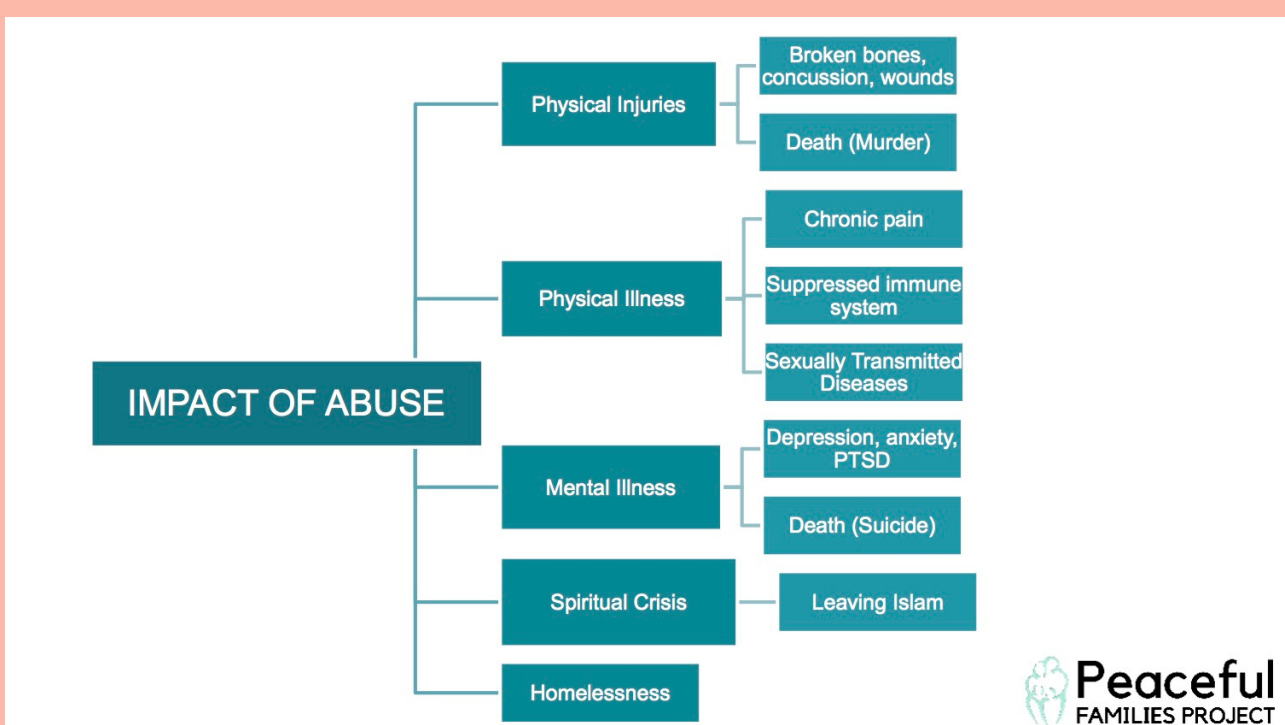 IMPACT OF ABUSE
Physical Injuries
Broken bones,
concussion, wounds
Death (Murder)
Physical Illness
Chronic pain
Suppressed immune
system
Sexually Transmitted
Diseases
Mental Illness
Depression, anxiety,
PTSD
Death (Suicide)
Spiritual Crisis
Leaving Islam
Homelessness
Peaceful
FAMILIES PROJECT